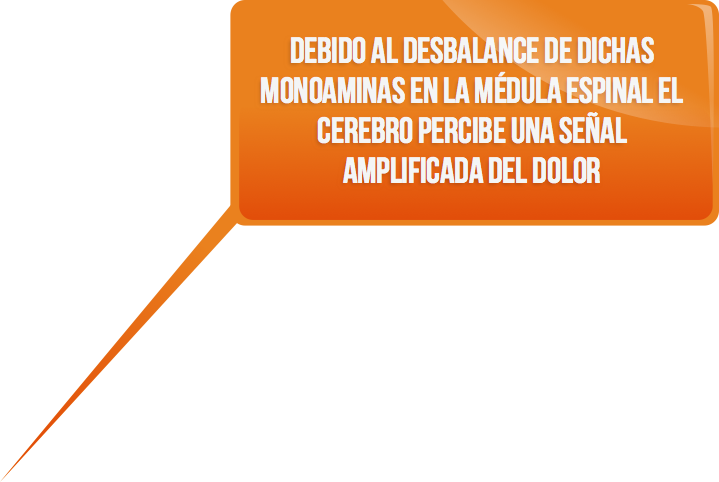 DEBIDO AL DESBALANCE DE DICHAS
MONOAMINAS EN LA MÉDULA ESPINAL EL
CEREBRO PERCIBE UNA SEÑAL
AMPLIFICADA DEL DOLOR